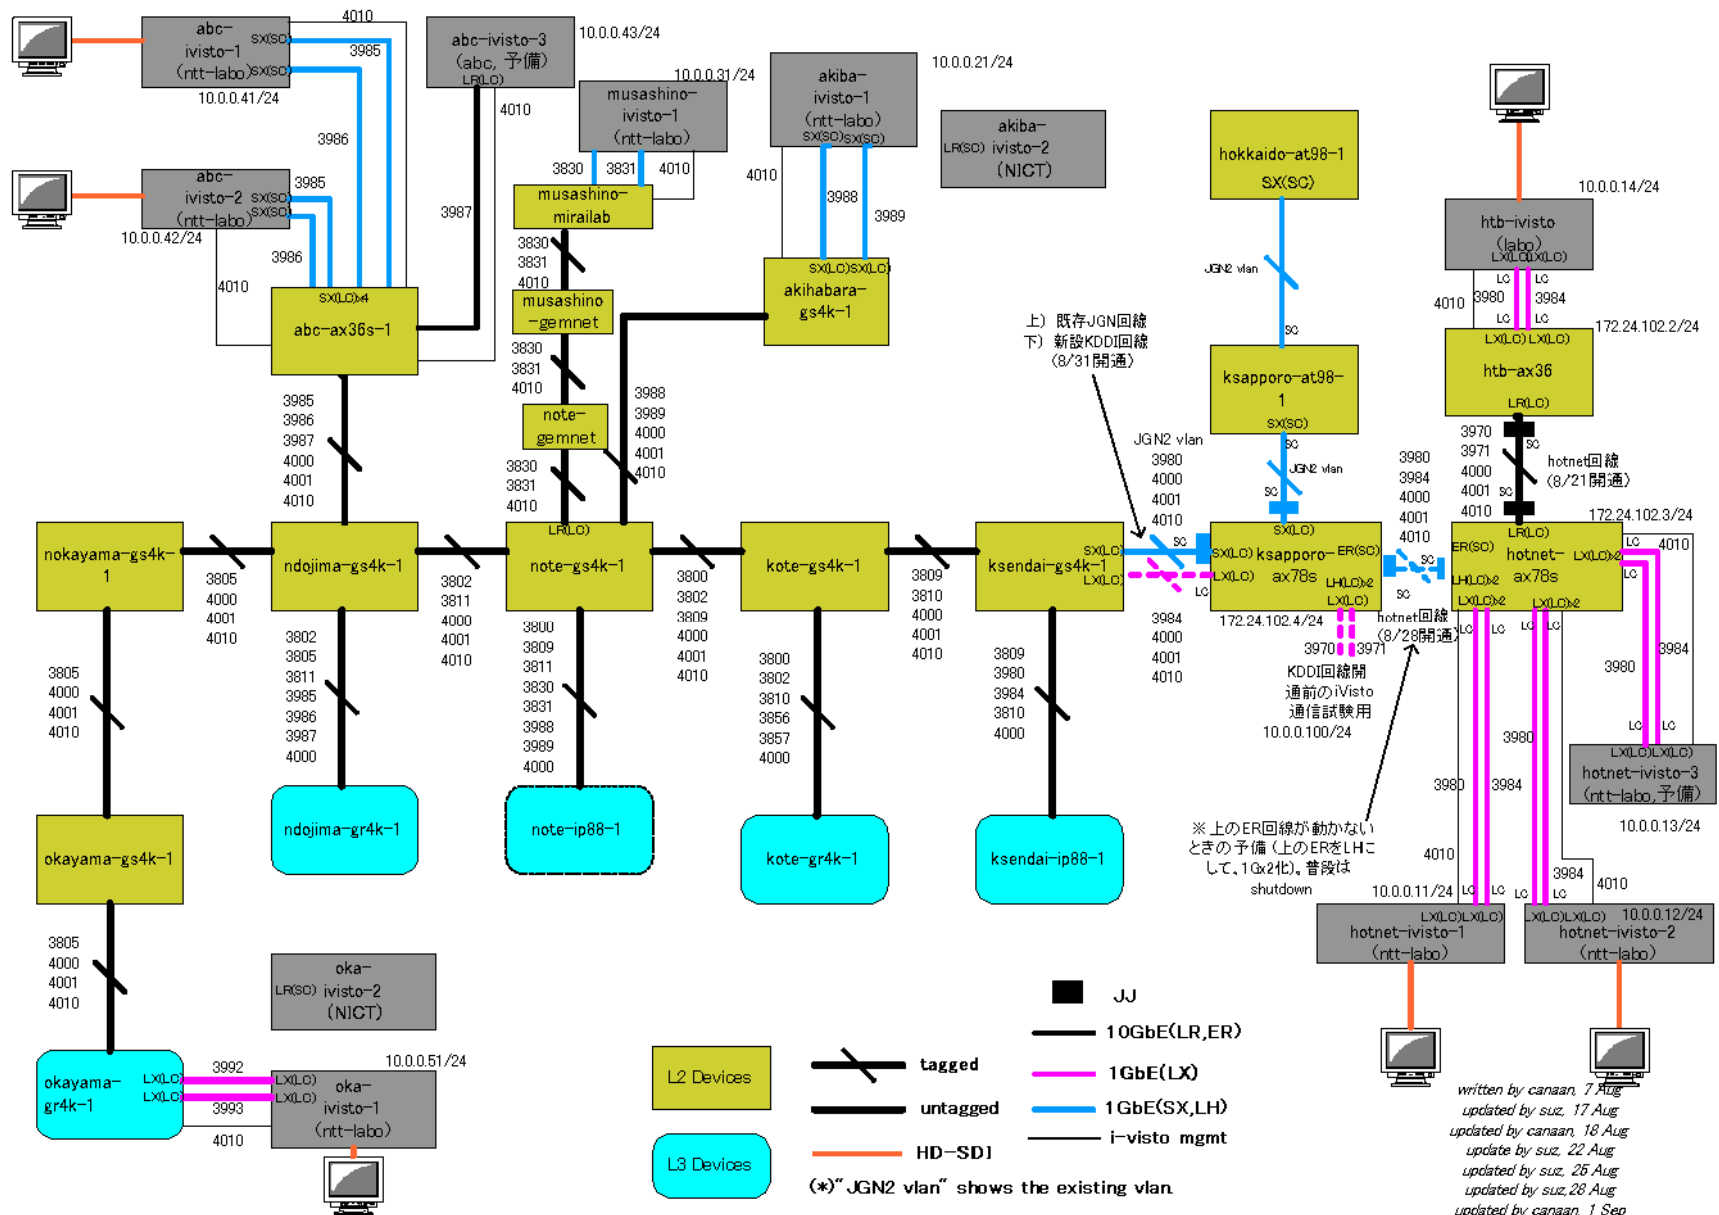 abc-
ivisto-1
(ntt-labo)
SX(SC)
SX(SC)
4010
3985
10.0.0.41/24
3986
abc-ivisto-3
(abc, 予備)
LR(LC)
10.0.0.43/24
4010
3987
abc-
ivisto-2
(ntt-labo)
SX(SC)
SX(SC)
3985
10.0.0.42/24
3986
4010
SX(LC)x4
abc-ax36s-1
musashino-
ivisto-1
(ntt-labo)
10.0.0.31/24
3830
3831
4010
musashino-
mirailab
3830
3831
4010
musashino
-gemnet
3830
3831
4010
note-
gemnet
3830
3831
4010
akiba-
ivisto-1
(ntt-labo)
SX(SC)SX(SC)
10.0.0.21/24
4010
3988
3989
SX(LC)SX(LC)
akihabara-
gs4k-1
3988
3989
4000
4001
4010
akiba-
LR(SC) ivisto-2
(NICT)
hokkaido-at98-1
SX(SC)
JGN2 vlan
SC
ksapporo-at98-
1
SX(SC)
SC
JGN2 vlan
SC
上) 既存JGN回線
下) 新設KDDI回線
(8/31開通)
10.0.0.14/24
htb-ivisto
(labo)
LX(LC)LX(LC)
LC
LC
4010
3980
3984
LC
LC
172.24.102.2/24
LX(LC)LX(LC)
htb-ax36
LR(LC)
SC
3970
3971
4000
4001
4010
SC
hotnet回線
(8/21開通)
172.24.102.3/24
3985
3986
3987
4000
4001
4010
nokayama-gs4k-
1
3805
4000
4001
4010
ndojima-gs4k-1
3802
3811
4000
4001
4010
LR(LC)
note-gs4k-1
3800
3802
3809
4000
4001
4010
kote-gs4k-1
3809
3810
4000
4001
4010
ksendai-gs4k-1
SX(LC)
LX(LC)
JGN2 vlan
3980
4000
4001
4010
SC
LC
3984
4000
4001
4010
SX(LC)
SX(LC)
LX(LC)
ksapporo-
ax78s
ER(SC)
LH(LC)x2
LX(LC)
172.24.102.4/24
3970
3971
KDDI回線開
通前のiVisto
通信試験用
10.0.0.100/24
3980
3984
4000
4001
4010
SC
SC
hotnet回線
(8/28開通)
LR(LC)
ER(SC)
hotnet-
ax78s
LX(LC)x2
LH(LC)x2
LX(LC)x2
LX(LC)x2
LC
LC
4010
3980
3984
LC
LC
LX(LC)LX(LC)
hotnet-ivisto-3
(ntt-labo,予備)
10.0.0.13/24
LC
LC
LC
LC
3980
3984
3980
3984
4010
4010
※上のER回線が動かない
ときの予備 (上のERをLHに
して、1Gx2化)。普段は
shutdown
10.0.0.11/24
LC
LC
LC
LC
LX(LC)LX(LC)
hotnet-ivisto-1
(ntt-labo)
LX(LC)LX(LC)
10.0.0.12/24
hotnet-ivisto-2
(ntt-labo)
3805
4000
4001
4010
3802
3805
3811
3985
3986
3987
4000
3800
3809
3811
3830
3831
3988
3989
4000
3800
3802
3810
3856
3857
4000
3809
3980
3984
3810
4000
okayama-gs4k-1
ndojima-gr4k-1
note-ip88-1
kote-gr4k-1
ksendai-ip88-1
3805
4000
4001
4010
oka-
LR(SC) ivisto-2
(NICT)
okayama-
gr4k-1
LX(LC)
LX(LC)
3992
3993
4010
10.0.0.51/24
LX(LC)
LX(LC)
oka-
ivisto-1
(ntt-labo)
L2 Devices
L3 Devices
tagged
untagged
HD-SDI
JJ
10GbE(LR,ER)
1GbE(LX)
1GbE(SX,LH)
i-visto mgmt
(*)"JGN2 vlan" shows the existing vlan.
written by canaan, 7 Aug
updated by suz, 17 Aug
updated by canaan, 18 Aug
update by suz, 22 Aug
updated by suz, 25 Aug
updated by suz,28 Aug
updated by canaan, 1 Sep